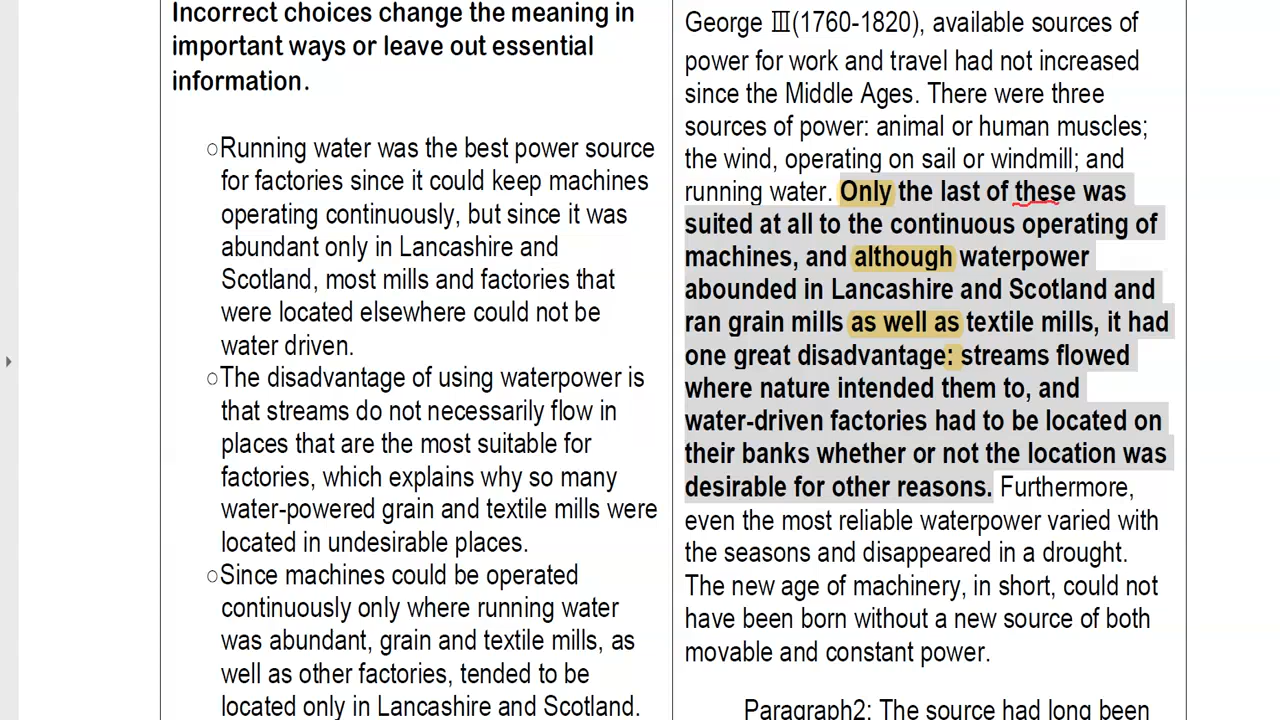 Incorrect choices change the meaning in
important ways or leave out essential
information.
○Running water was the best power source
for factories since it could keep machines
operating continuously, but since it was
abundant only in Lancashire and
Scotland, most mills and factories that
were located elsewhere could not be
water driven.
○The disadvantage of using waterpower is
that streams do not necessarily flow in
places that are the most suitable for
factories, which explains why so many
water-powered grain and textile mills were
located in undesirable places.
○Since machines could be operated
continuously only where running water
was abundant, grain and textile mills, as
well as other factories, tended to be
located only in Lancashire and Scotland.
George Ⅲ(1760-1820), available sources of
power for work and travel had not increased
since the Middle Ages. There were three
sources of power: animal or human muscles;
the wind, operating on sail or windmill; and
running water. Only the last of these was
suited at all to the continuous operating of
machines, and although waterpower
abounded in Lancashire and Scotland and
ran grain mills as well as textile mills, it had
one great disadvantage: streams flowed
where nature intended them to, and
water-driven factories had to be located on
their banks whether or not the location was
desirable for other reasons. Furthermore,
even the most reliable waterpower varied with
the seasons and disappeared in a drought.
The new age of machinery, in short, could not
have been born without a new source of both
movable and constant power.
Paragraph2: The source had long been